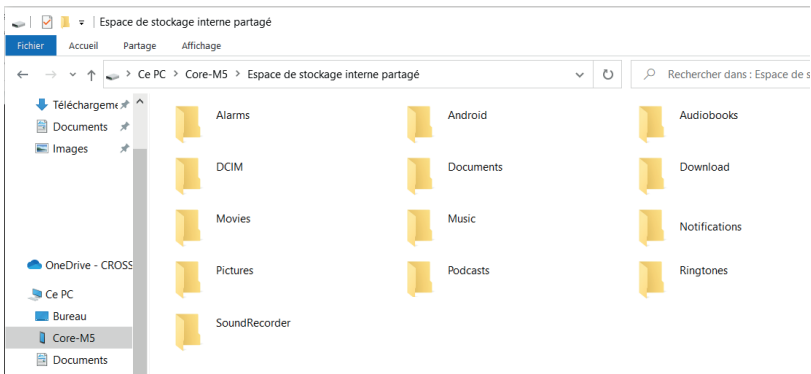 Espace de stockage interne partagé
Fichier Accueil Partage Affichage
Ce PC > Core-M5 > Espace de stockage interne partagé
Rechercher dans : Espace de s
Téléchargeme
Documents
Images
OneDrive - CROSS
Ce PC
Bureau
Core-M5
Documents
Alarms Android Audiobooks
DCIM Documents Download
Movies Music Notifications
Pictures Podcasts Ringtones
SoundRecorder